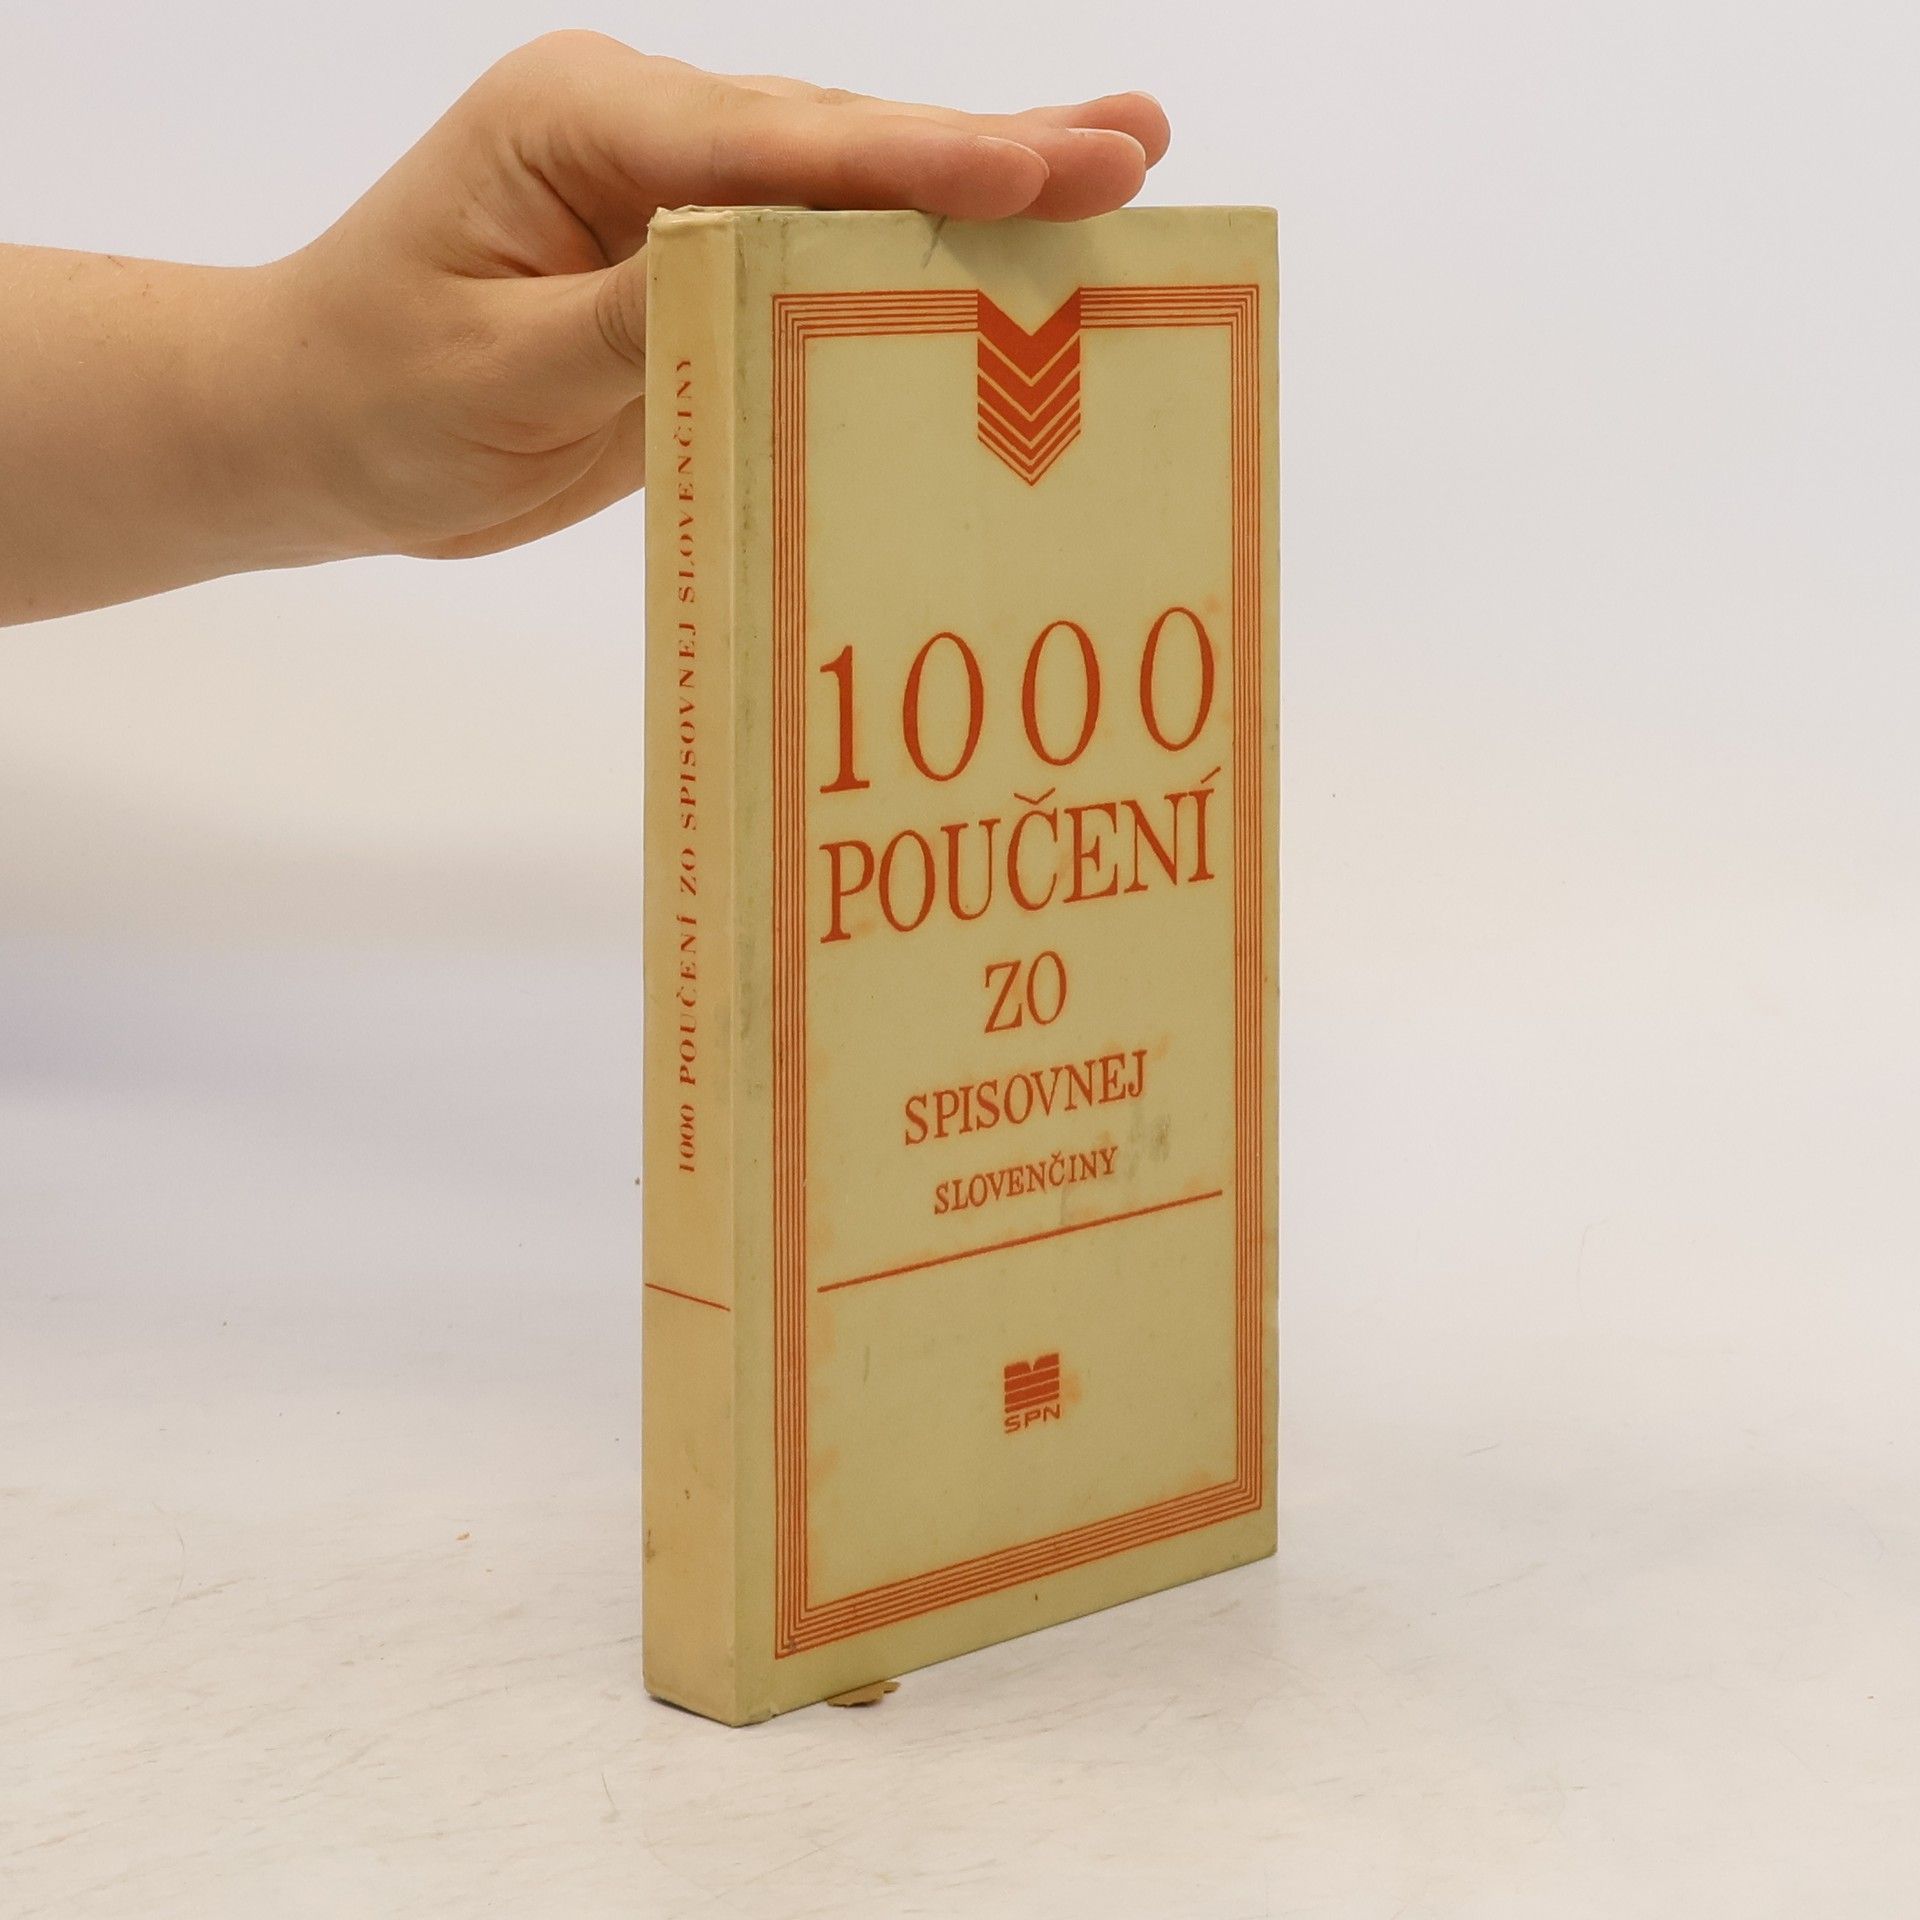 1000 POUČENÍ ZO SPISOVNEJ SLOVENČINY
1000
POUČENÍ
ZO
SPISOVNEJ
SLOVENČINY
SPN